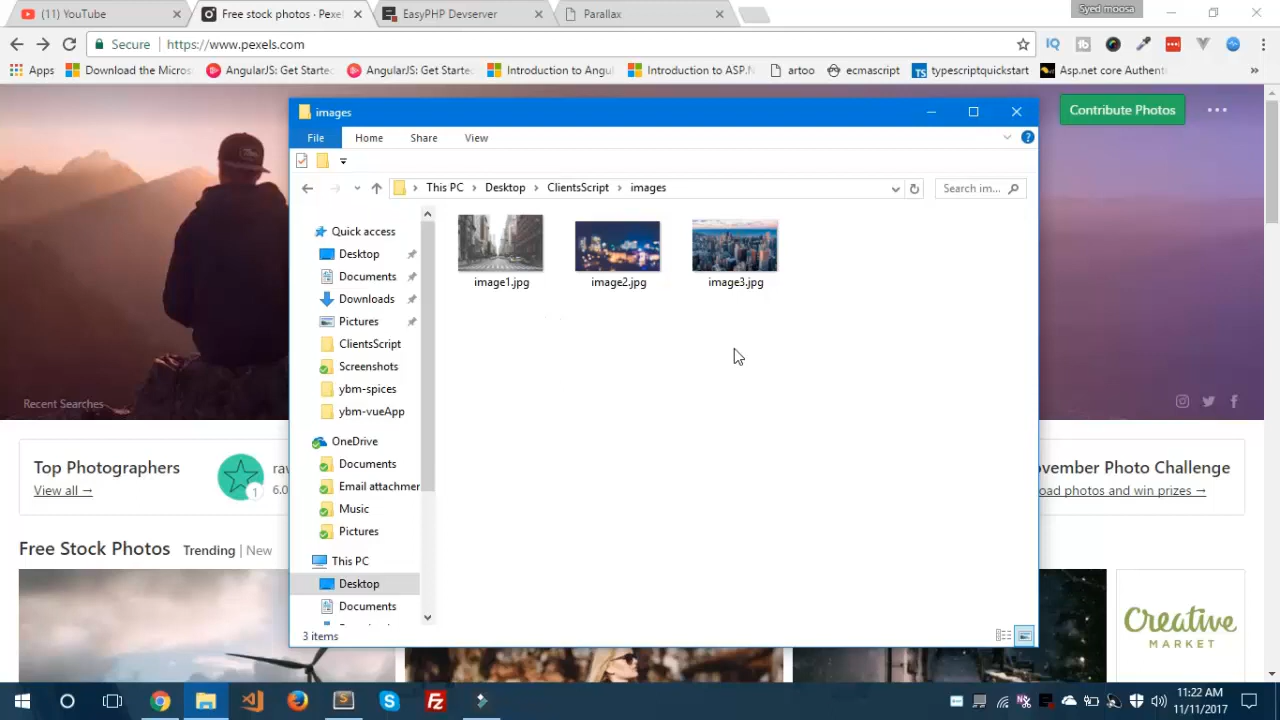 (11) YouTube
Free stock photos · Pexel
EasyPHP Devserver
Parallax
Syed moosa
Secure
https://www.pexels.com
Apps
Download the Micros
AngularJS: Get Starte
AngularJS: Get Starte
Introduction to Angu
Introduction to ASP.N
artoo
ecmascript
typescriptquickstart
Asp.net core Authent
Contribute Photos
images
File
Home
Share
View
This PC
Desktop
ClientsScript
images
Search im...
Quick access
Desktop
Documents
Downloads
Pictures
ClientsScript
Screenshots
ybm-spices
ybm-vueApp
OneDrive
Documents
Email attachmen
Music
Pictures
This PC
Desktop
Documents
image1.jpg
image2.jpg
image3.jpg
3 items
Recent Searches
Top Photographers
View all →
1
6.0
ovember Photo Challenge
oad photos and win prizes →
Free Stock Photos
Trending | New
Creative
MARKET
11:22 AM
11/11/2017